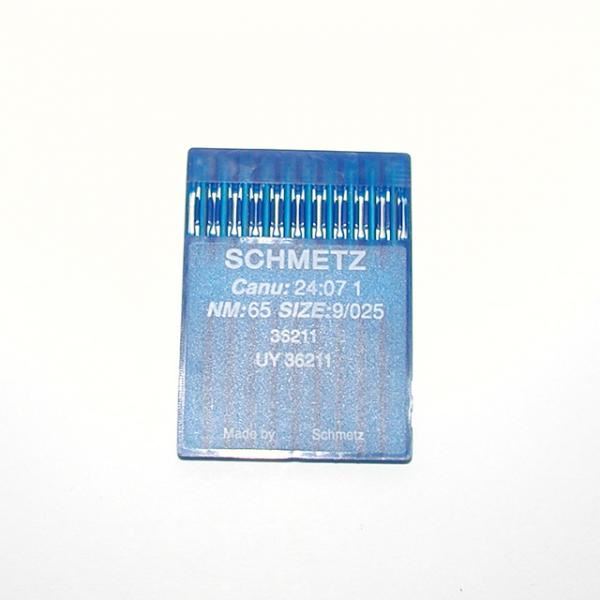 SCHMETZ
Canu: 24:07 1
NM:65 SIZE:9/025
36211
UY 36211
Made by Schmetz